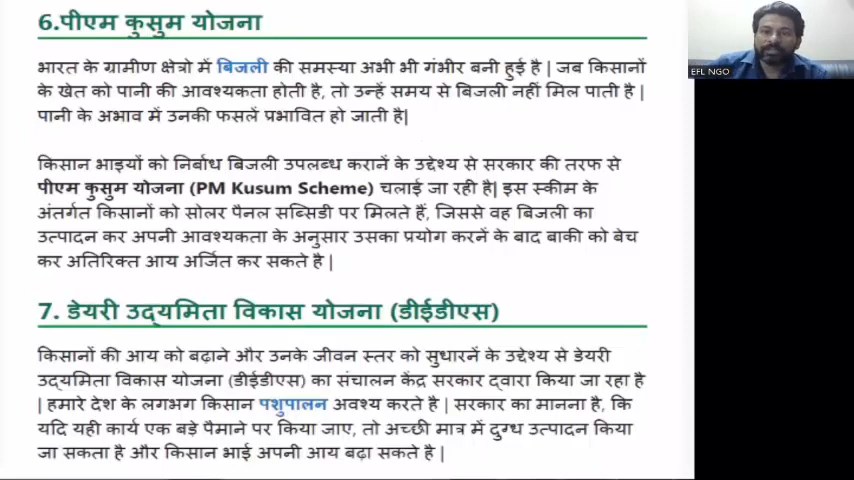 6.पीएम कुसुम योजना
भारत के ग्रामीण क्षेत्रो में बिजली की समस्या अभी भी गंभीर बनी हुई है | जब किसानों
के खेत को पानी की आवश्यकता होती है, तो उन्हें समय से बिजली नहीं मिल पाती है |
पानी के अभाव में उनकी फसलें प्रभावित हो जाती है|
किसान भाइयों को निर्बाध बिजली उपलब्ध करानें के उद्देश्य से सरकार की तरफ से
पीएम कुसुम योजना (PM Kusum Scheme) चलाई जा रही है| इस स्कीम के
अंतर्गत किसानों को सोलर पैनल सब्सिडी पर मिलते हैं, जिससे वह बिजली का
उत्पादन कर अपनी आवश्यकता के अनुसार उसका प्रयोग करनें के बाद बाकी को बेच
कर अतिरिक्त आय अर्जित कर सकते है |
7. डेयरी उद्यमिता विकास योजना (डीईडीएस)
किसानों की आय को बढ़ाने और उनके जीवन स्तर को सुधारनें के उद्देश्य से डेयरी
उद्यमिता विकास योजना (डीईडीएस) का संचालन केंद्र सरकार द्वारा किया जा रहा है
| हमारे देश के लगभग किसान पशुपालन अवश्य करते है | सरकार का मानना है, कि
यदि यही कार्य एक बड़े पैमाने पर किया जाए, तो अच्छी मात्र में दुग्ध उत्पादन किया
जा सकता है और किसान भाई अपनी आय बढ़ा सकते है |
EFL NGO